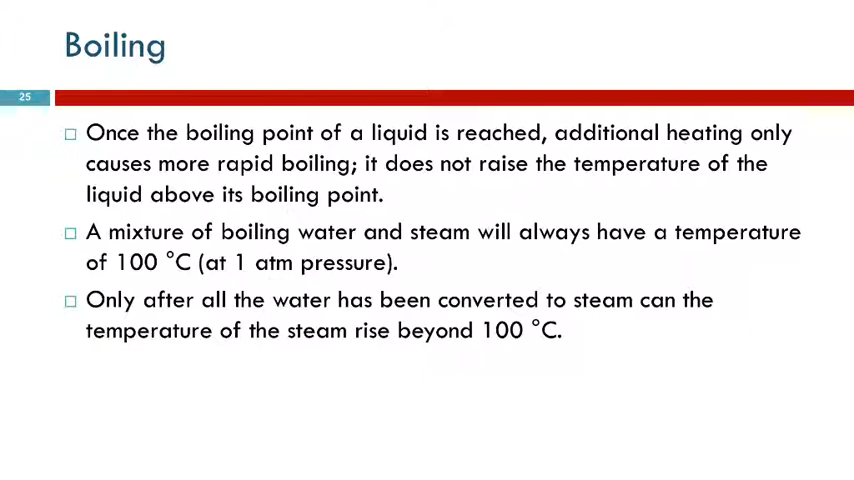 Boiling
25
Once the boiling point of a liquid is reached, additional heating only
causes more rapid boiling; it does not raise the temperature of the
liquid above its boiling point.
A mixture of boiling water and steam will always have a temperature
of 100 °C (at 1 atm pressure).
Only after all the water has been converted to steam can the
temperature of the steam rise beyond 100 °C.